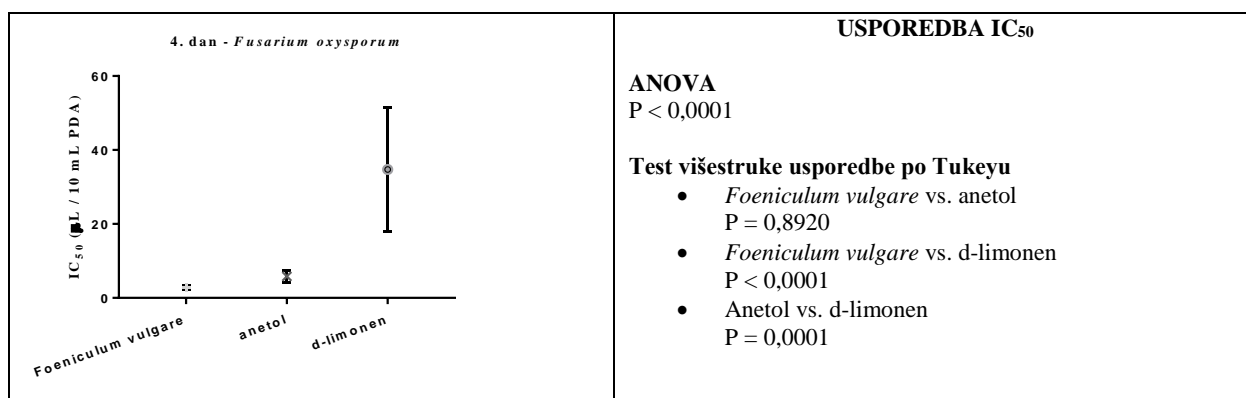 4. dan - Fusarium oxysporum
60
40
20
0
IC50 (µL / 10 mL PDA)
Foeniculum vulgare
anetol
d-limonen
USPOREDBA IC50
ANOVA
P < 0,0001
Test višestruke usporedbe po Tukeyu
• Foeniculum vulgare vs. anetol
P = 0,8920
• Foeniculum vulgare vs. d-limonen
P < 0,0001
• Anetol vs. d-limonen
P = 0,0001